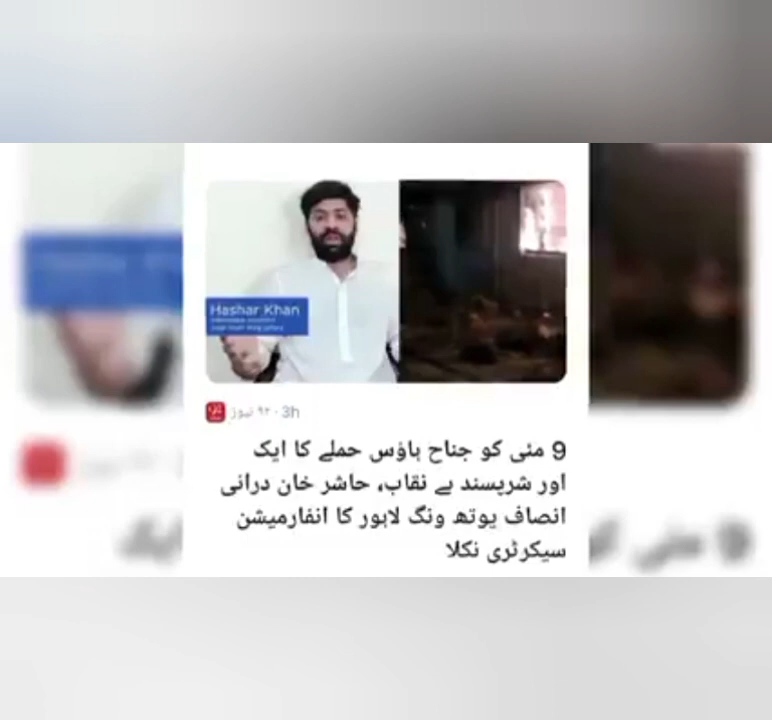 Hashar Khan
۹۲ نیوز · 3h
9 مئی کو جناح ہاؤس حملے کا ایک
اور شرپسند بے نقاب، حاشر خان درانی
انصاف یوتھ ونگ لاہور کا انفارمیشن
سیکرٹری نکلا